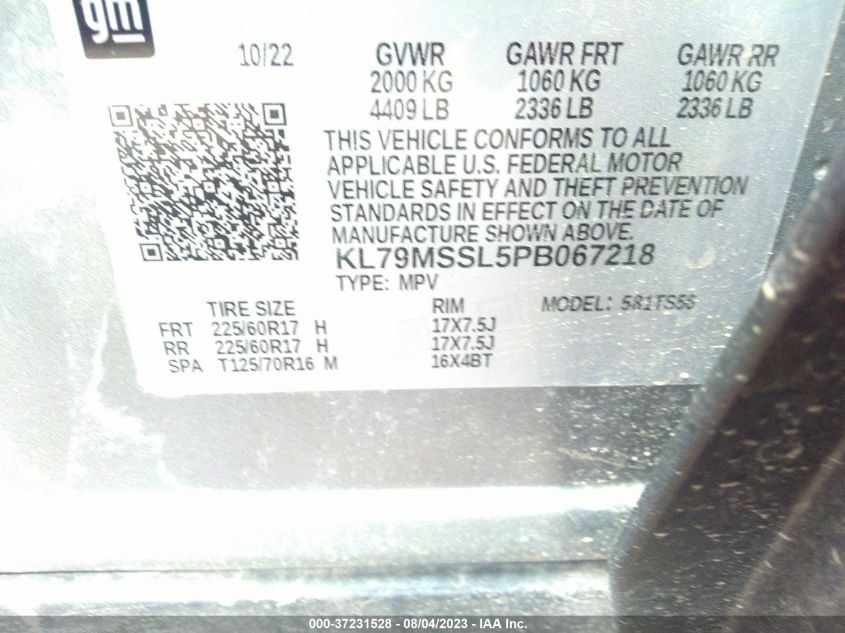 gm
10/22 GVWR GAWR FRT GAWR RR
2000 KG 1060 KG 1060 KG
4409 LB 2336 LB 2336 LB
THIS VEHICLE CONFORMS TO ALL
APPLICABLE U.S. FEDERAL MOTOR
VEHICLE SAFETY AND THEFT PREVENTION
STANDARDS IN EFFECT ON THE DATE OF
MANUFACTURE SHOWN ABOVE.
KL79MSSL5PB067218
TYPE: MPV
TIRE SIZE RIM MODEL: 581TS56
FRT 225/60R17 H 17X7.5J
RR 225/60R17 H 17X7.5J
SPA T125/70R16 M 16X4BT
000-37231528 - 08/04/2023 - IAA Inc.